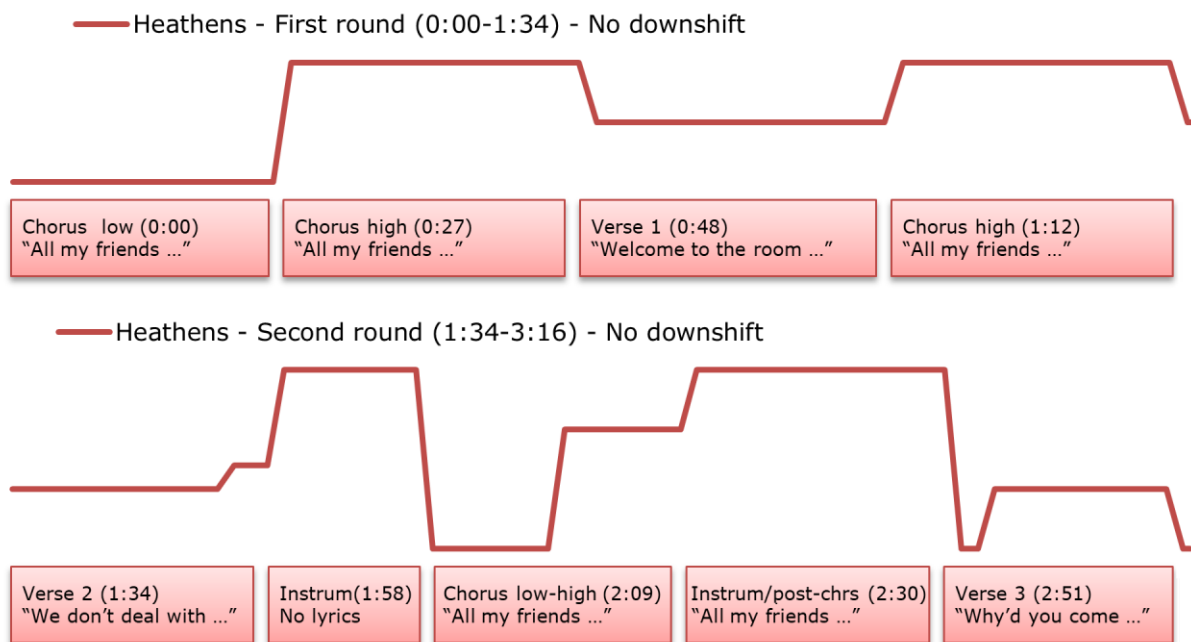 Heathens - First round (0:00-1:34) - No downshift
Chorus  low (0:00)
“All my friends ...”
Chorus high (0:27)
“All my friends ...”
Verse 1 (0:48)
“Welcome to the room ...”
Chorus high (1:12)
“All my friends ...”
Heathens - Second round (1:34-3:16) - No downshift
Verse 2 (1:34)
“We don’t deal with ...”
Instrum(1:58)
No lyrics
Chorus low-high (2:09)
“All my friends ...”
Instrum/post-chrs (2:30)
“All my friends ...”
Verse 3 (2:51)
“Why’d you come ...”